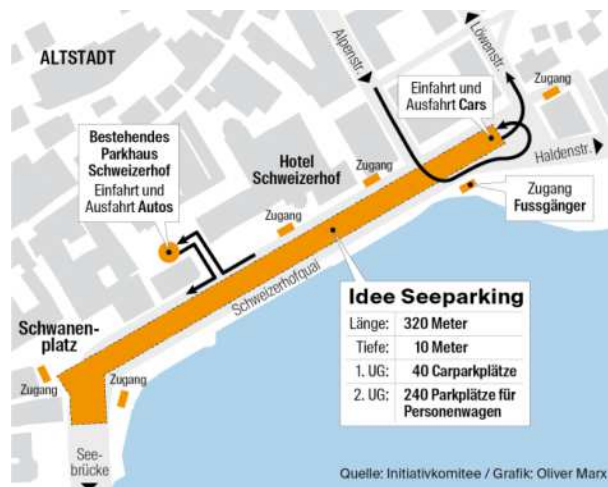 ALTSTADT
Alpenstr.
Löwenstr.
Einfahrt und
Ausfahrt Cars
Zugang
Haldenstr.
Bestehendes
Parkhaus
Schweizerhof
Einfahrt und
Ausfahrt Autos
Hotel
Schweizerhof
Zugang
Zugang
Zugang
Fussgänger
Schweizerhofquai
Idee Seeparking
Länge: 320 Meter
Tiefe: 10 Meter
1. UG: 40 Carparkplätze
2. UG: 240 Parkplätze für
Personenwagen
Schwanen-
platz
Zugang
Zugang
See-
brücke
Quelle: Initiativkomitee / Grafik: Oliver Marx